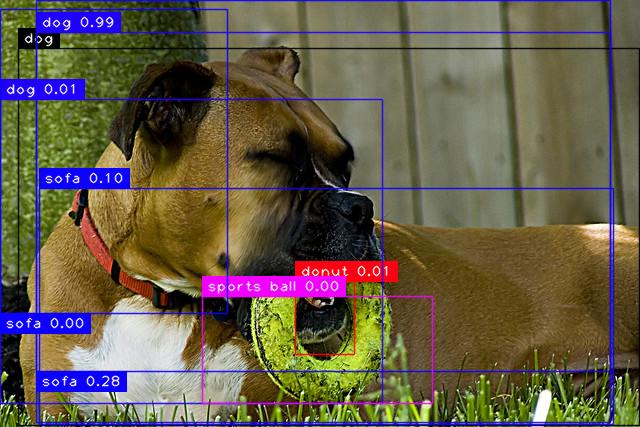 dog 0.99
dog
dog 0.01
sofa 0.10
donut 0.01
sports ball 0.00
sofa 0.00
sofa 0.28